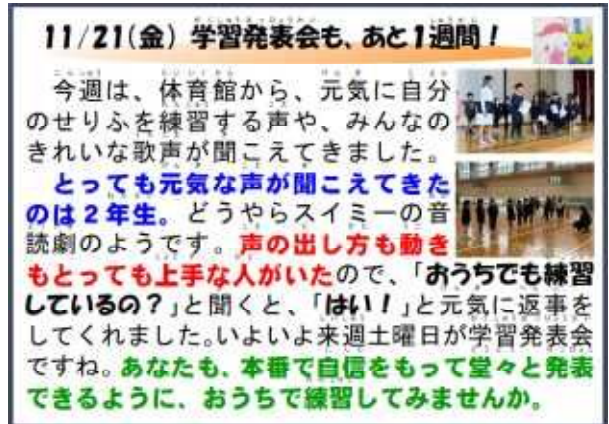 11/21(金) 学習発表会も、あと1週間！
今週は、体育館から、元気に自分
のせりふを練習する声や、みんなの
きれいな歌声が聞こえてきました。
とっても元気な声が聞こえてきた
のは２年生。どうやらスイミーの音
読劇のようです。声の出し方も動き
もとっても上手な人がいたので、「おうちでも練習
しているの？」と聞くと、「はい！」と元気に返事を
してくれました。いよいよ来週土曜日が学習発表会
ですね。あなたも、本番で自信をもって堂々と発表
できるように、おうちで練習してみませんか。